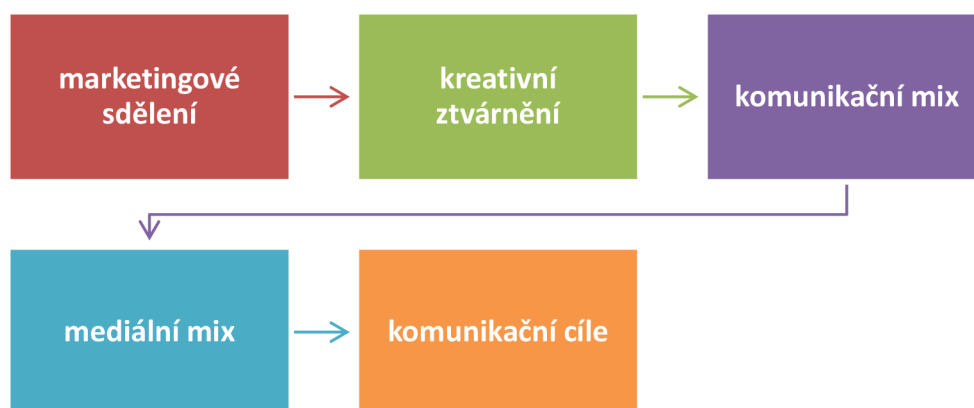 marketingové
sdělení
kreativní
ztvárnění
komunikační mix
mediální mix
komunikační cíle